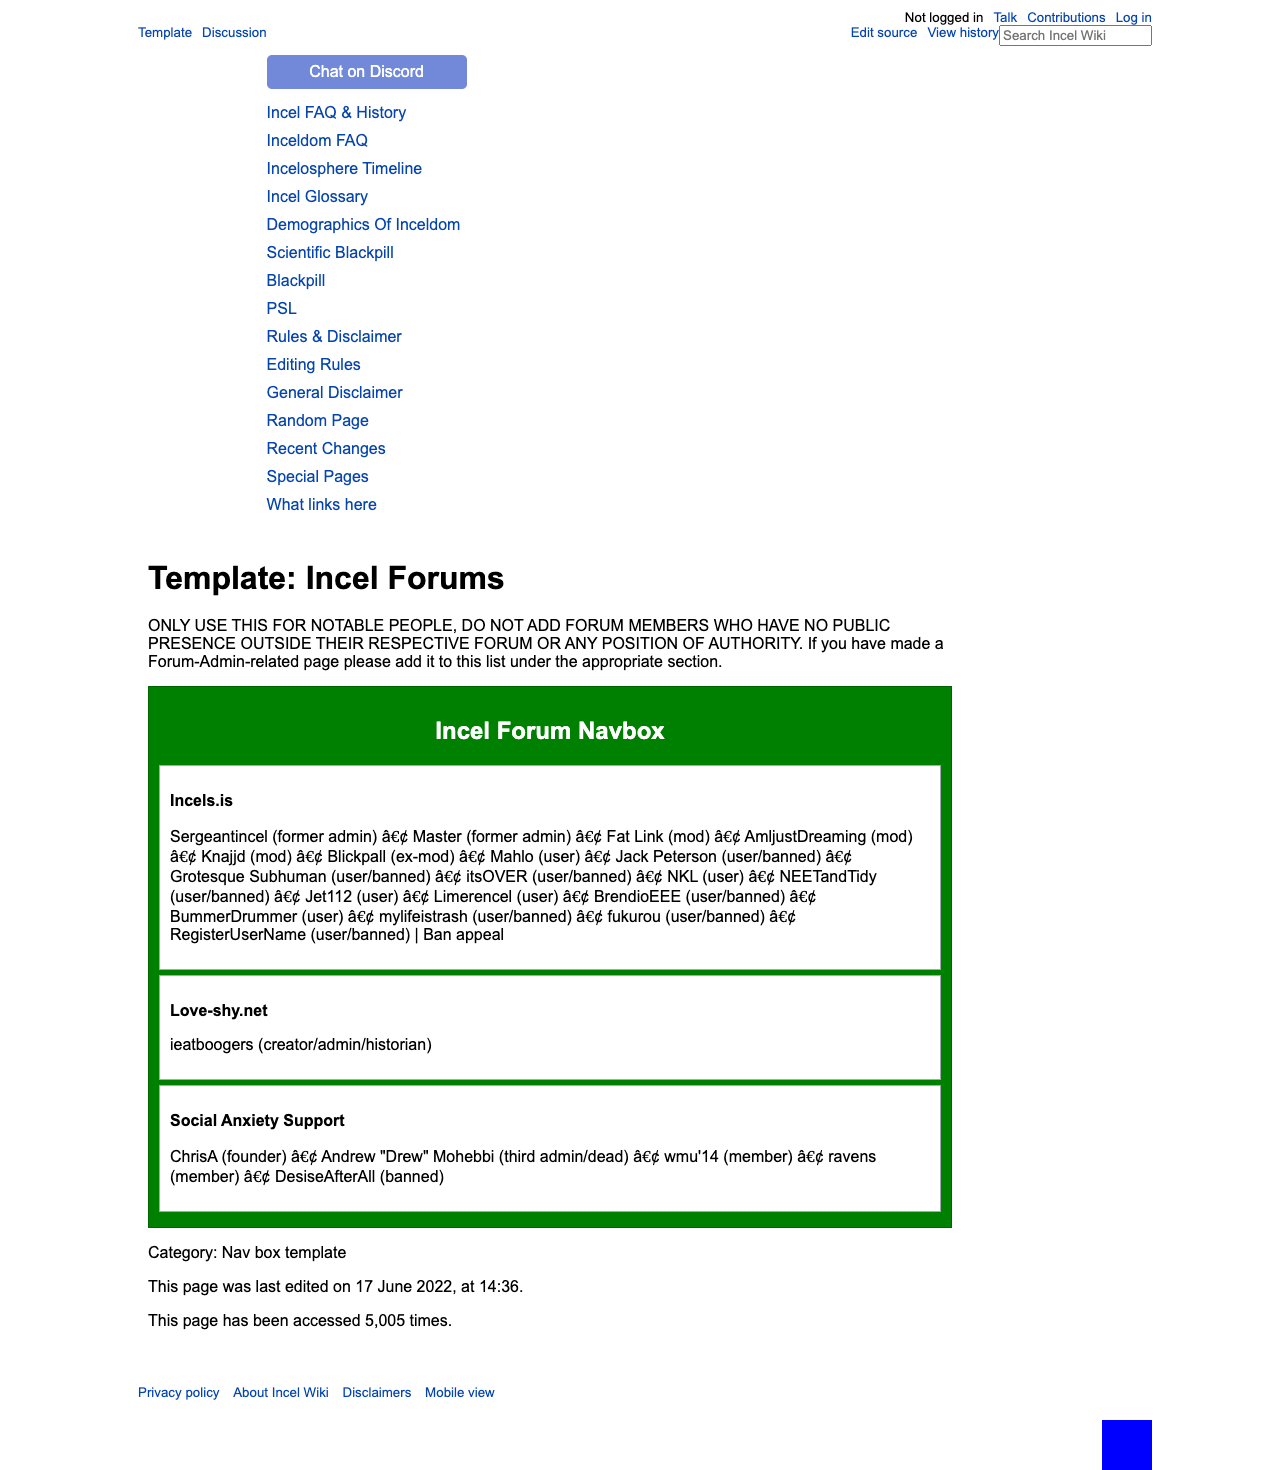 Not logged in Talk Contributions Log in
Template Discussion Edit source View history Search Incel Wiki
Chat on Discord
Incel FAQ & History
Inceldom FAQ
Incelosphere Timeline
Incel Glossary
Demographics Of Inceldom
Scientific Blackpill
Blackpill
PSL
Rules & Disclaimer
Editing Rules
General Disclaimer
Random Page
Recent Changes
Special Pages
What links here
Template: Incel Forums
ONLY USE THIS FOR NOTABLE PEOPLE, DO NOT ADD FORUM MEMBERS WHO HAVE NO PUBLIC
PRESENCE OUTSIDE THEIR RESPECTIVE FORUM OR ANY POSITION OF AUTHORITY. If you have made a
Forum-Admin-related page please add it to this list under the appropriate section.
Incel Forum Navbox
Incels.is
Sergeantincel (former admin) â€¢ Master (former admin) â€¢ Fat Link (mod) â€¢ AmljustDreaming (mod)
â€¢ Knajjd (mod) â€¢ Blickpall (ex-mod) â€¢ Mahlo (user) â€¢ Jack Peterson (user/banned) â€¢
Grotesque Subhuman (user/banned) â€¢ itsOVER (user/banned) â€¢ NKL (user) â€¢ NEETandTidy
(user/banned) â€¢ Jet112 (user) â€¢ Limerencel (user) â€¢ BrendioEEE (user/banned) â€¢
BummerDrummer (user) â€¢ mylifeistrash (user/banned) â€¢ fukurou (user/banned) â€¢
RegisterUserName (user/banned) | Ban appeal
Love-shy.net
ieatboogers (creator/admin/historian)
Social Anxiety Support
ChrisA (founder) â€¢ Andrew "Drew" Mohebbi (third admin/dead) â€¢ wmu'14 (member) â€¢ ravens
(member) â€¢ DesiseAfterAll (banned)
Category: Nav box template
This page was last edited on 17 June 2022, at 14:36.
This page has been accessed 5,005 times.
Privacy policy About Incel Wiki Disclaimers Mobile view